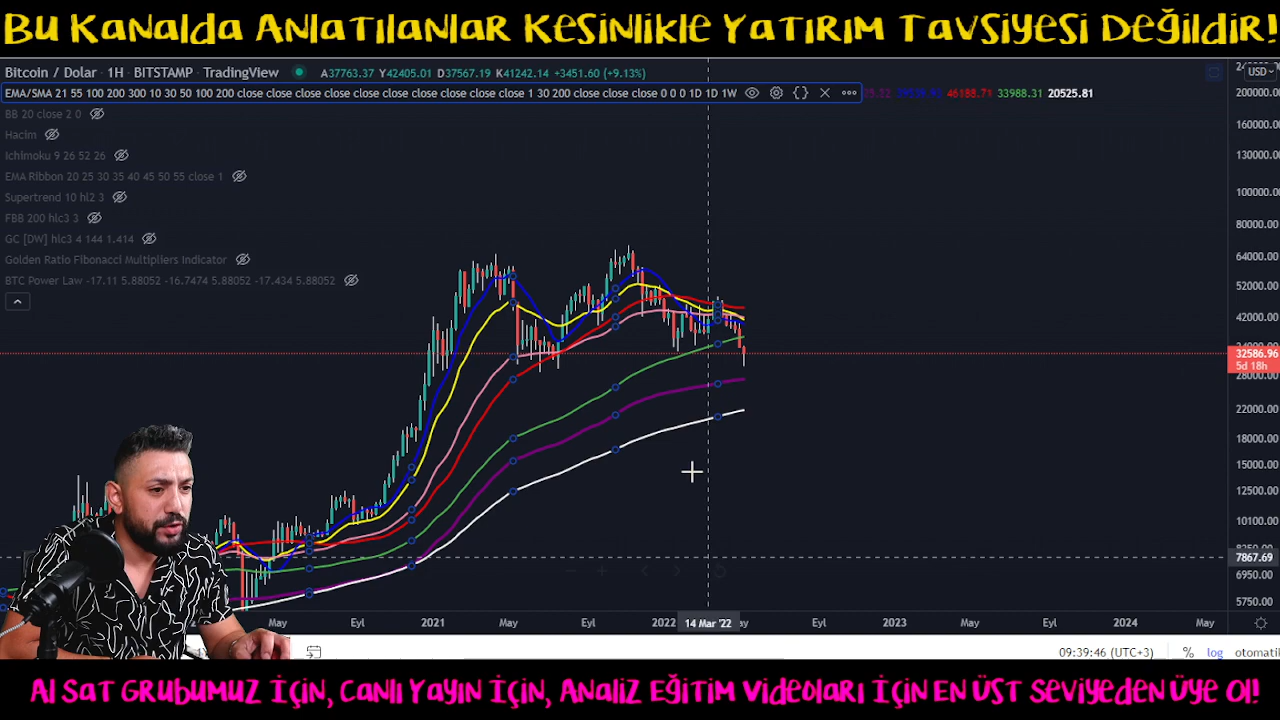 Bu Kanalda Anlatılanlar Kesinlikle Yatırım Tavsiyesi Değildir!
Bitcoin / Dolar · 1H · BITSTAMP · TradingView A37763.37 Y42405.01 D37567.19 K41242.14 +3451.60 (+9.13%)
USD
EMA/SMA 21 55 100 200 300 10 30 50 100 200 close close close close close close close close close close 1 30 200 close close close 0 0 0 1D 1D 1W 46188.71 33988.31 20525.81
200000.00
BB 20 close 2 0
160000.00
Hacim
Ichimoku 9 26 52 26
130000.00
EMA Ribbon 20 25 30 35 40 45 50 55 close 1
100000.00
Supertrend 10 hl2 3
FBB 200 hlc3 3
80000.00
GC [DW] hlc3 4 144 1.414
64000.00
Golden Ratio Fibonacci Multipliers Indicator
BTC Power Law -17.11 5.88052 -16.7474 5.88052 -17.434 5.88052
52000.00
42000.00
32586.96
5d 18h
28000.00
22000.00
18000.00
15000.00
12500.00
10100.00
7867.69
6950.00
5750.00
May Eyl 2021 May Eyl 2022 14 Mar '22 Eyl 2023 May Eyl 2024 May
09:39:46 (UTC+3) % log otomatik
Al Sat Grubumuz İçin, Canlı Yayın İçin, Analiz Eğitim Videoları İçin En Üst Seviyeden Üye Ol!